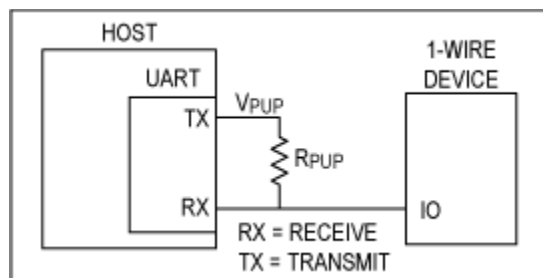 HOST
UART
TX
VPUP
RPUP
RX
1-WIRE
DEVICE
IO
RX = RECEIVE
TX = TRANSMIT